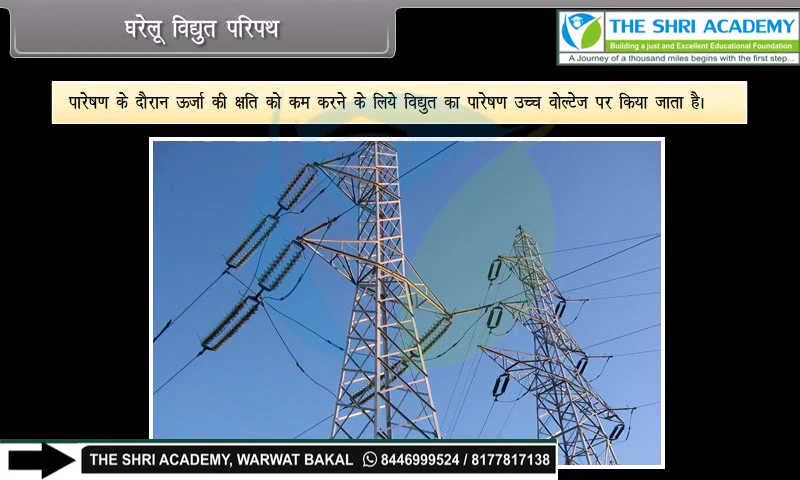 घरेलू विद्युत परिपथ
THE SHRI ACADEMY
Building a just and Excellent Educational Foundation
A Journey of a thousand miles begins with the first step...
पारेषण के दौरान ऊर्जा की क्षति को कम करने के लिये विद्युत का पारेषण उच्च वोल्टेज पर किया जाता है।
THE SHRI ACADEMY, WARWAT BAKAL 8446999524 / 8177817138